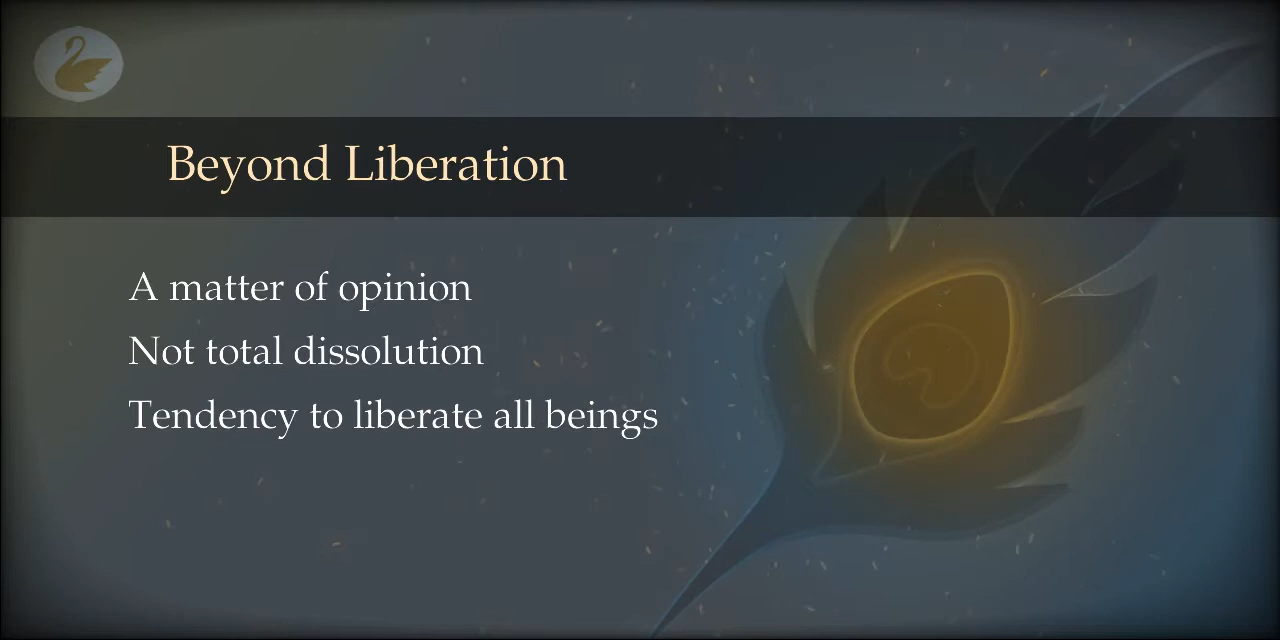 Beyond Liberation
A matter of opinion
Not total dissolution
Tendency to liberate all beings